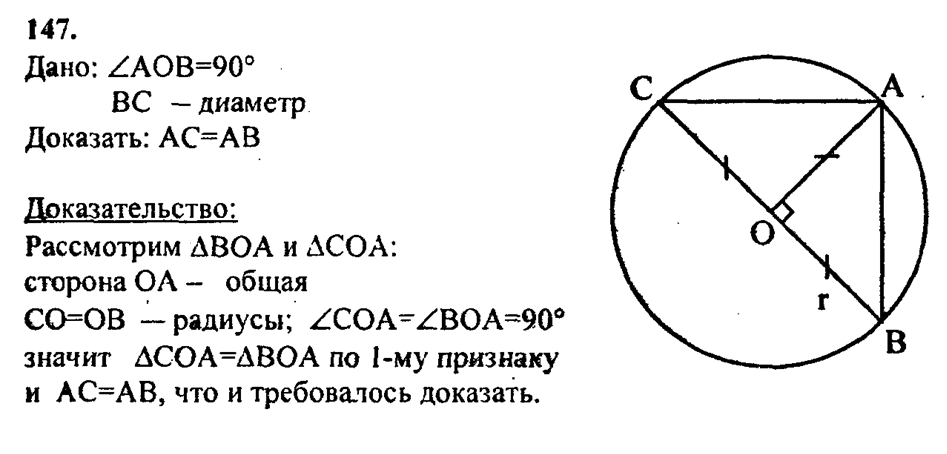 147.
Дано: ∠AOB=90°
BC – диаметр
Доказать: AC=AB
Доказательство:
Рассмотрим ΔBOA и ΔCOA:
сторона OA – общая
CO=OB – радиусы; ∠COA=∠BOA=90°
значит ΔCOA=ΔBOA по 1-му признаку
и AC=AB, что и требовалось доказать.
C
A
O
r
B